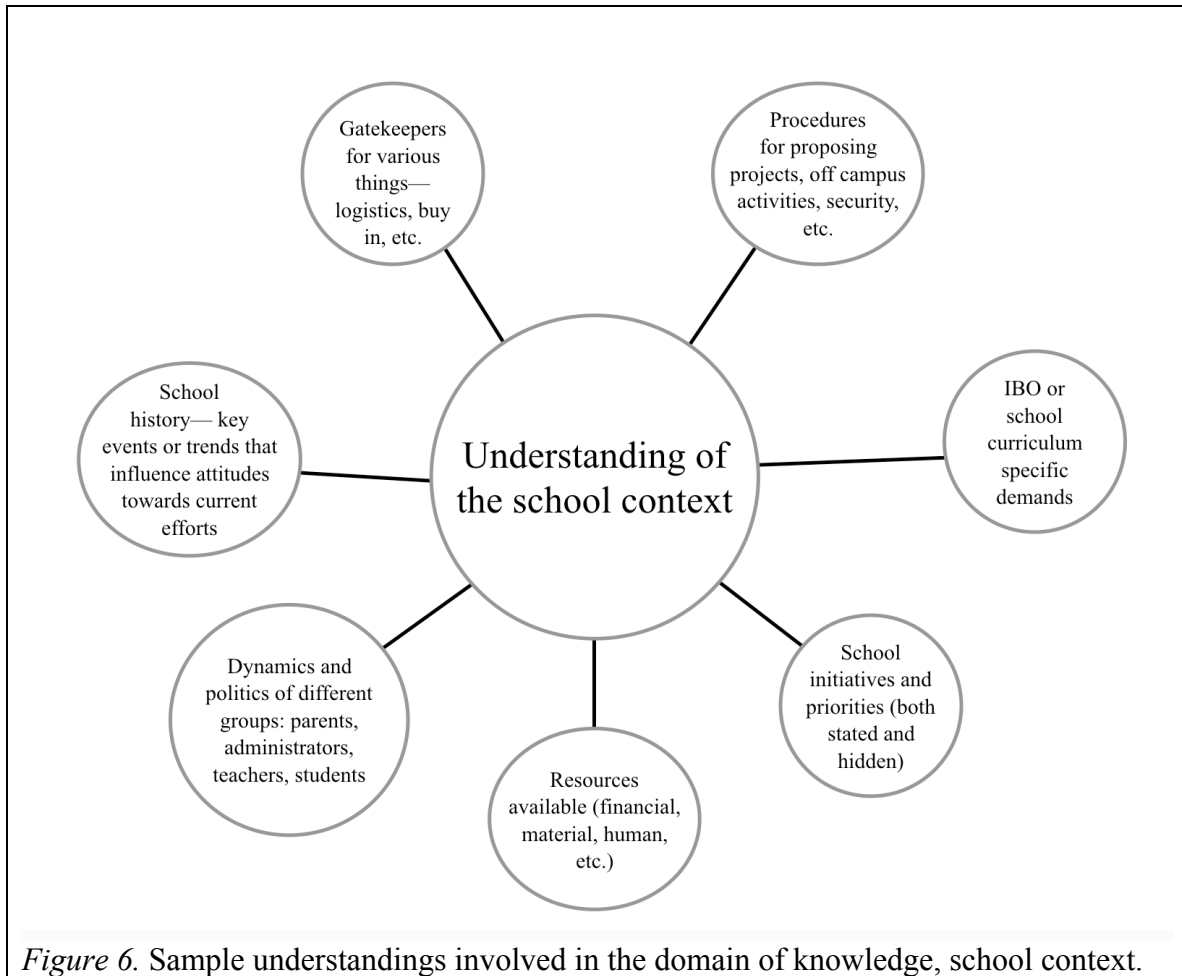 Gatekeepers
for various
things—
logistics, buy
in, etc.
Procedures
for proposing
projects, off campus
activities, security,
etc.
School
history— key
events or trends that
influence attitudes
towards current
efforts
Understanding of
the school context
IBO or
school
curriculum
specific
demands
Dynamics and
politics of different
groups: parents,
administrators,
teachers, students
Resources
available (financial,
material, human,
etc.)
School
initiatives and
priorities (both
stated and
hidden)
Figure 6. Sample understandings involved in the domain of knowledge, school context.